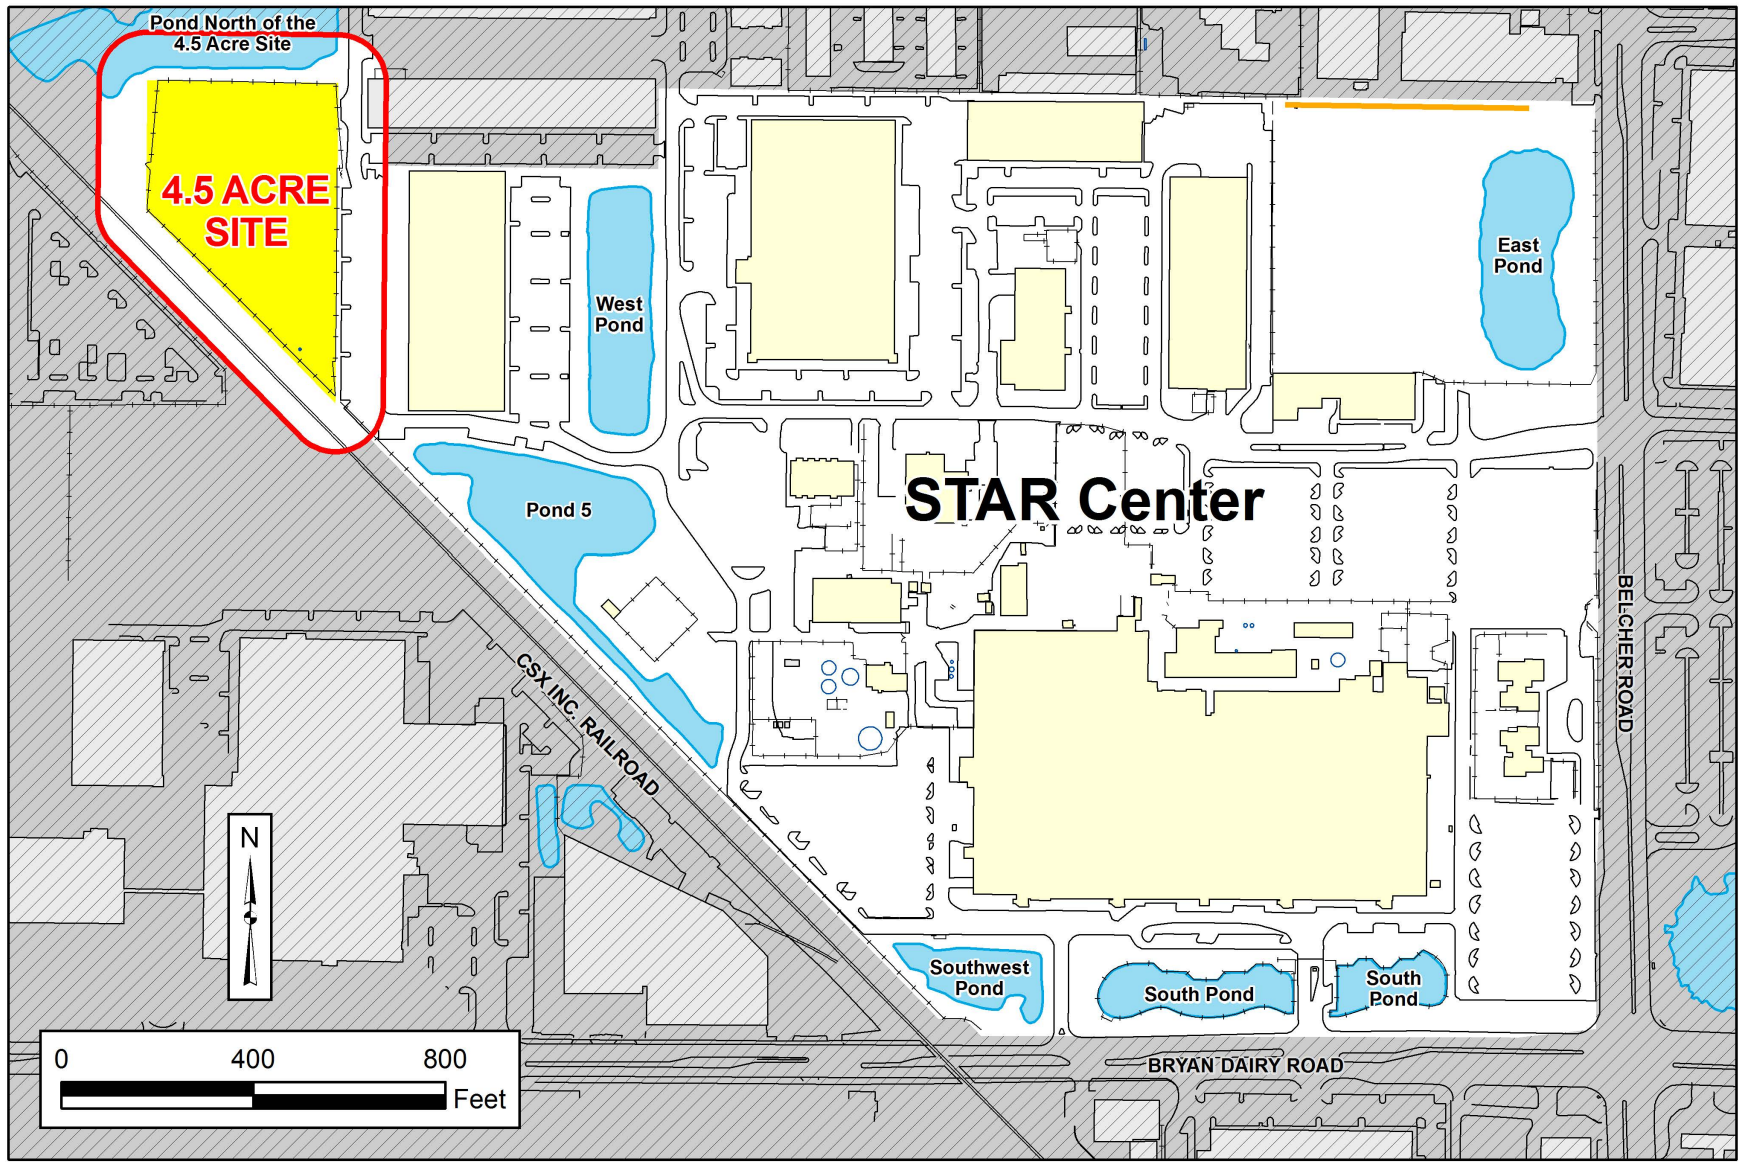 Pond North of the
4.5 Acre Site
4.5 ACRE
SITE
West
Pond
East
Pond
STAR Center
Pond 5
CSX INC. RAILROAD
BELCHER ROAD
N
Southwest
Pond
South Pond
South
Pond
BRYAN DAIRY ROAD
0 400 800
Feet